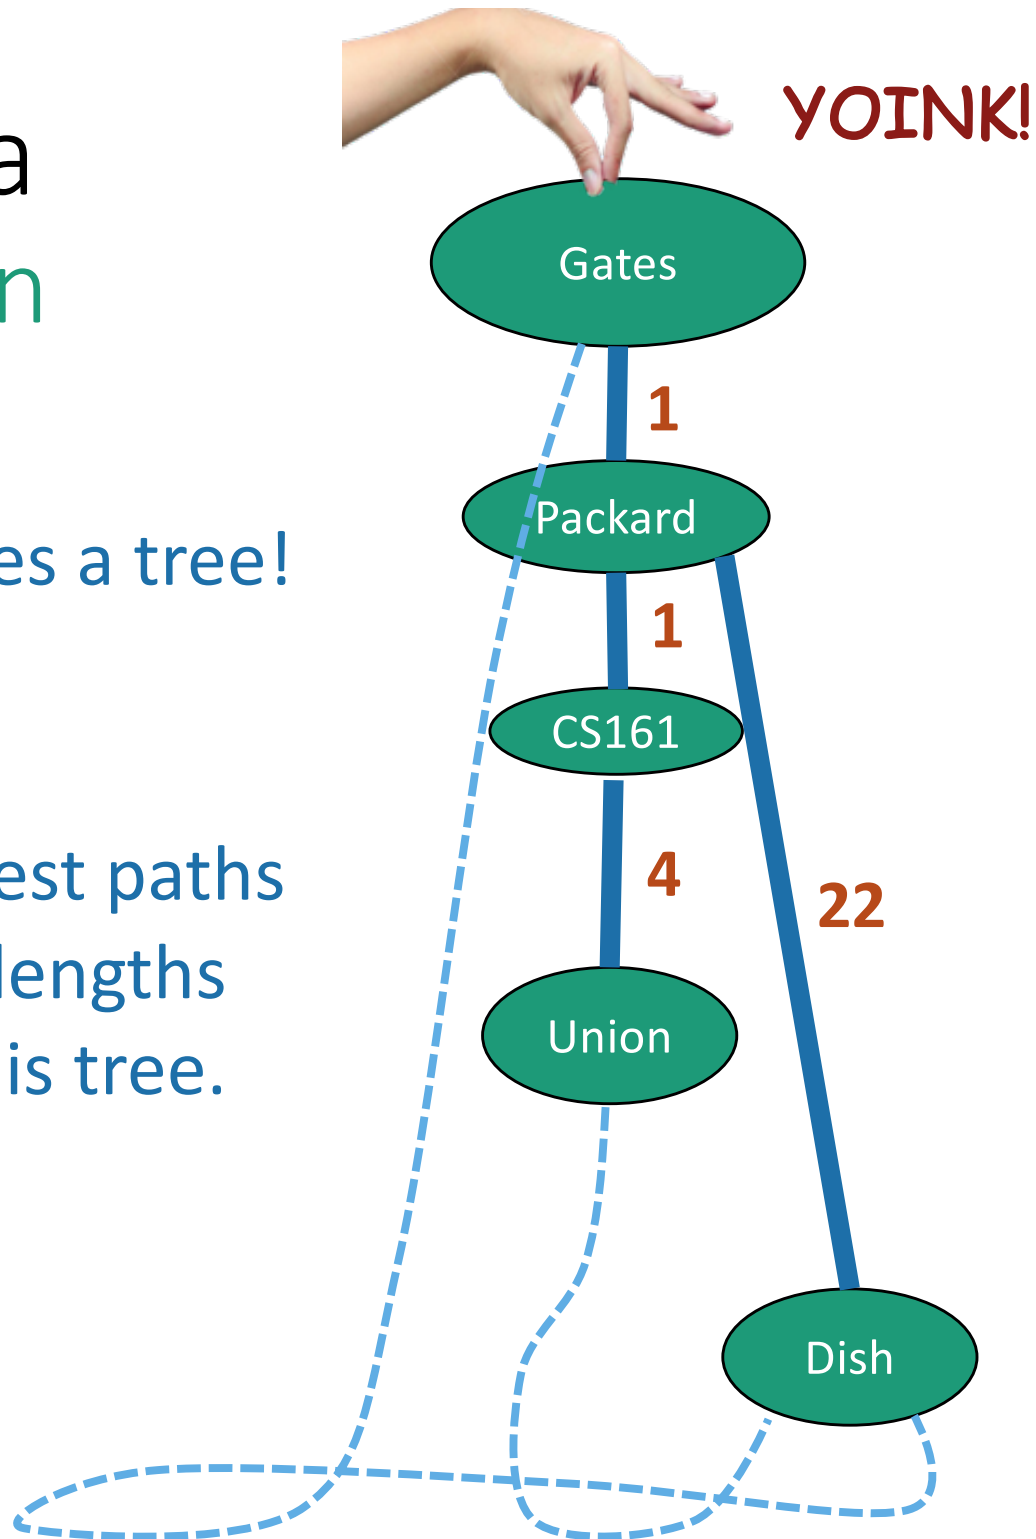 a
YOINK!
n
Gates
1
Packard
es a tree!
1
CS161
est paths
4
22
lengths
Union
is tree.
Dish